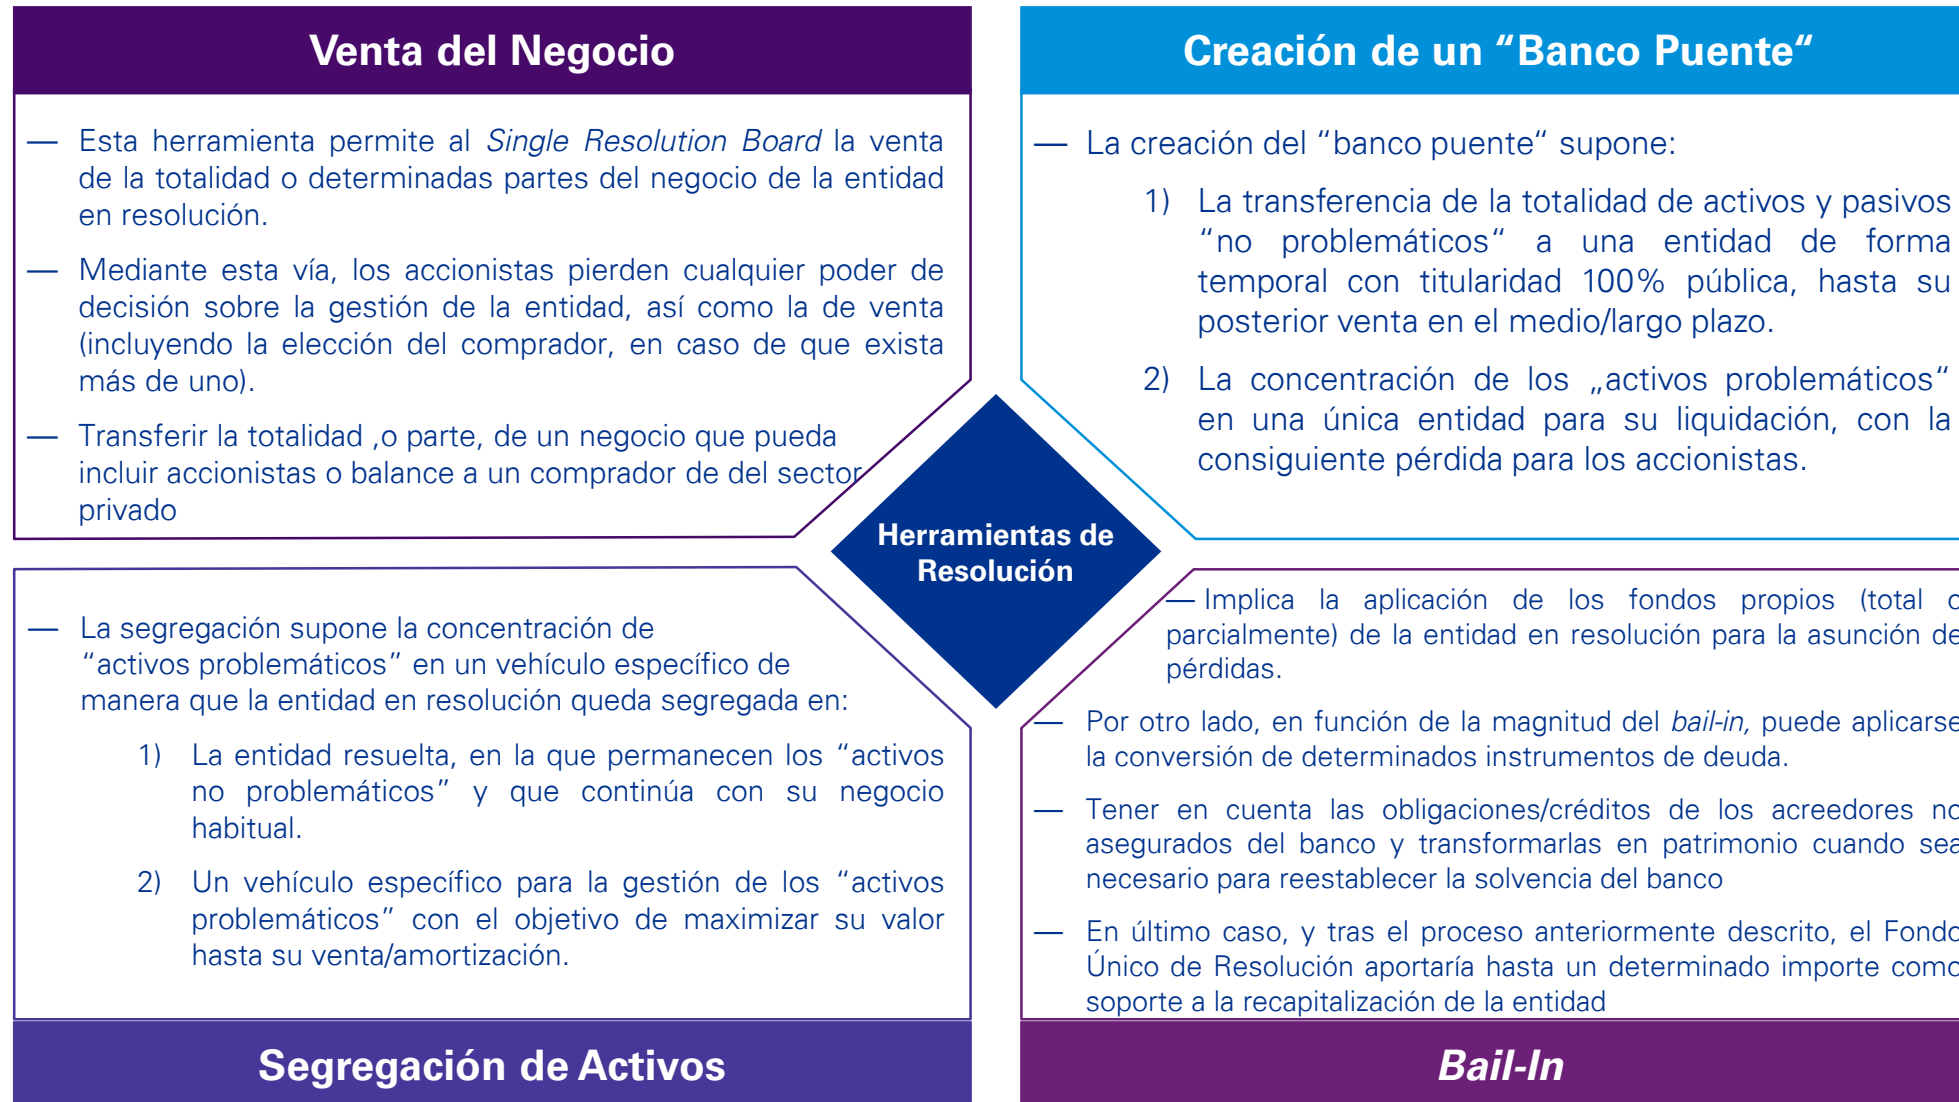 Venta del Negocio
— Esta herramienta permite al Single Resolution Board la venta
de la totalidad o determinadas partes del negocio de la entidad
en resolución.
— Mediante esta vía, los accionistas pierden cualquier poder de
decisión sobre la gestión de la entidad, así como la de venta
(incluyendo la elección del comprador, en caso de que exista
más de uno).
— Transferir la totalidad ,o parte, de un negocio que pueda
incluir accionistas o balance a un comprador de del sector
privado
Creación de un “Banco Puente“
— La creación del “banco puente“ supone:
1) La transferencia de la totalidad de activos y pasivos
“no problemáticos“ a una entidad de forma
temporal con titularidad 100% pública, hasta su
posterior venta en el medio/largo plazo.
2) La concentración de los „activos problemáticos“
en una única entidad para su liquidación, con la
consiguiente pérdida para los accionistas.
Herramientas de
Resolución
— La segregación supone la concentración de
“activos problemáticos” en un vehículo específico de
manera que la entidad en resolución queda segregada en:
1) La entidad resuelta, en la que permanecen los “activos
no problemáticos” y que continúa con su negocio
habitual.
2) Un vehículo específico para la gestión de los “activos
problemáticos” con el objetivo de maximizar su valor
hasta su venta/amortización.
Segregación de Activos
— Implica la aplicación de los fondos propios (total o
parcialmente) de la entidad en resolución para la asunción de
pérdidas.
— Por otro lado, en función de la magnitud del bail-in, puede aplicarse
la conversión de determinados instrumentos de deuda.
— Tener en cuenta las obligaciones/créditos de los acreedores no
asegurados del banco y transformarlas en patrimonio cuando sea
necesario para reestablecer la solvencia del banco
— En último caso, y tras el proceso anteriormente descrito, el Fondo
Único de Resolución aportaría hasta un determinado importe como
soporte a la recapitalización de la entidad
Bail-In